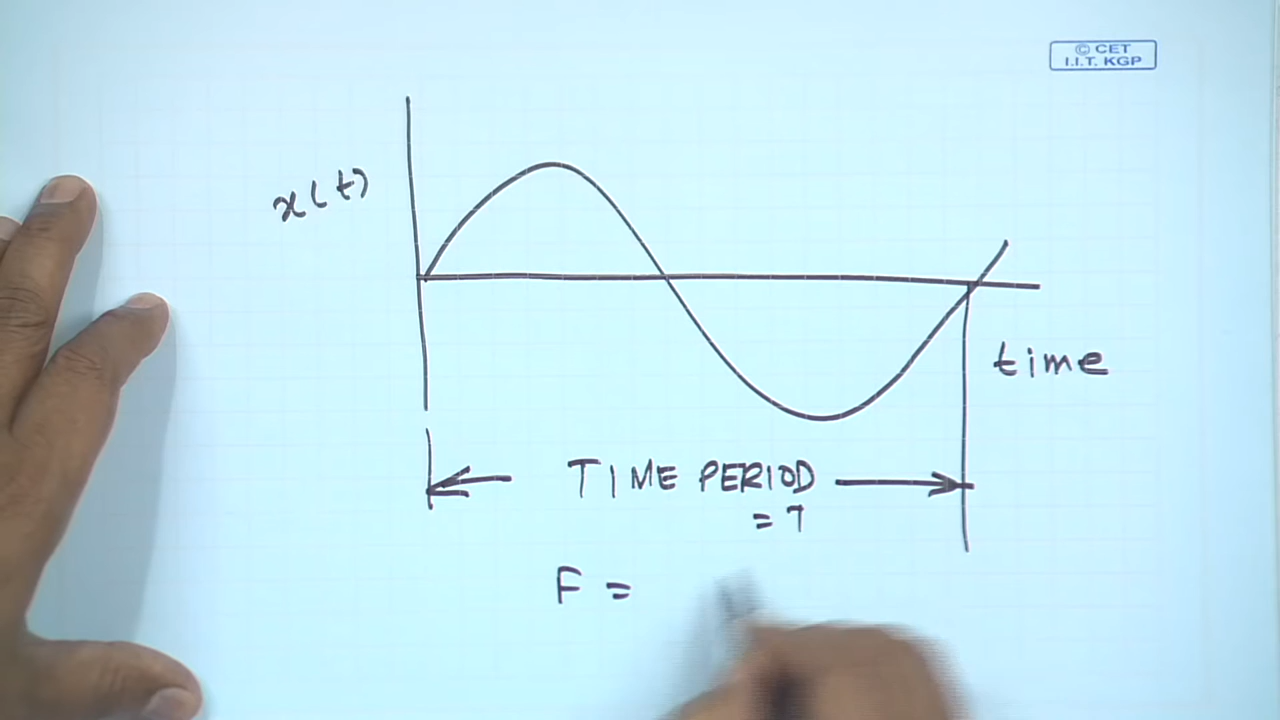 © CET
I.I.T. KGP
x(t)
time
TIME PERIOD
= T
F =